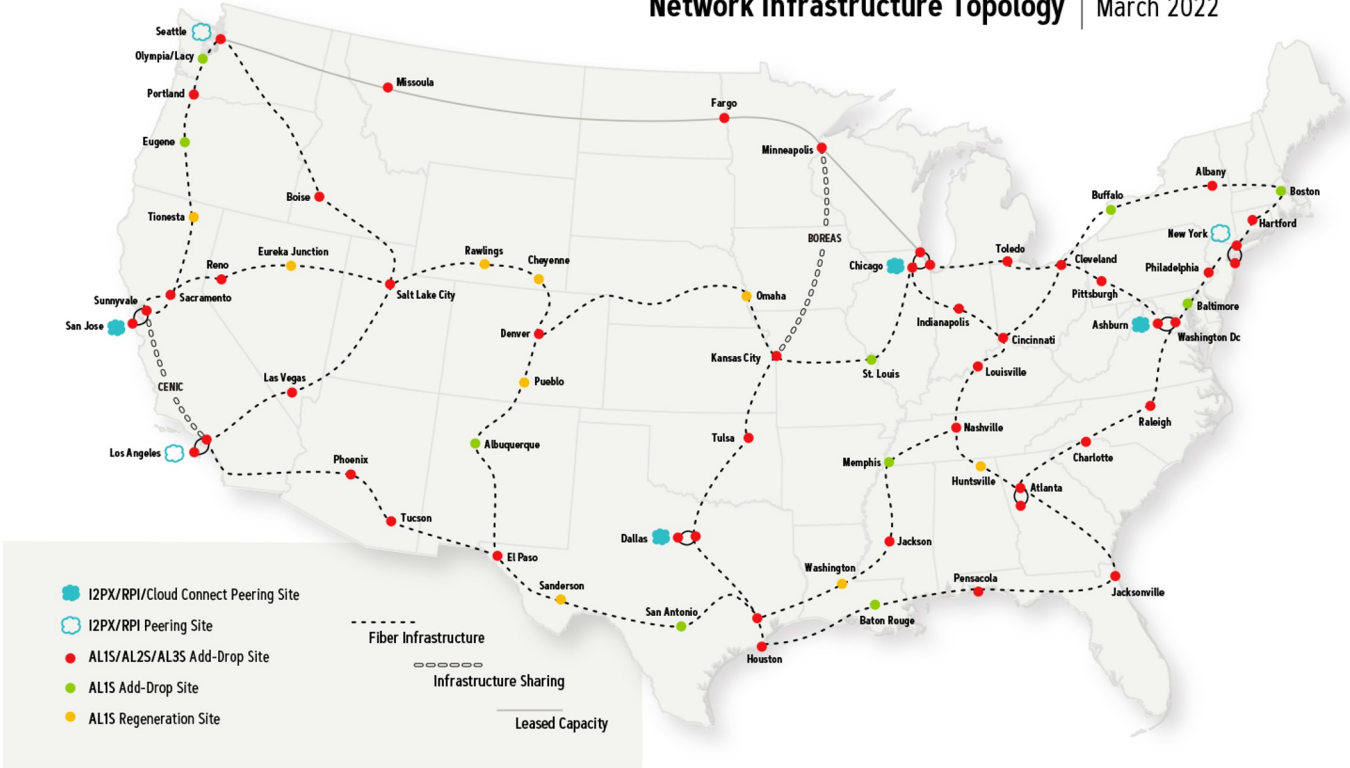 Network Infrastructure Topology | March 2022
Seattle
Olympia/Lacy
Portland
Eugene
Tionesta
Boise
Missoula
Fargo
Minneapolis
BOREAS
Chicago
Toledo
Cleveland
Buffalo
Albany
Boston
Hartford
New York
Philadelphia
Pittsburgh
Baltimore
Ashburn
Washington Dc
Reno
Eureka Junction
Rawlings
Cheyenne
Sunnyvale
Sacramento
Salt Lake City
San Jose
Omaha
Denver
Kansas City
St. Louis
Indianapolis
Cincinnati
Louisville
CENIC
Las Vegas
Pueblo
Albuquerque
Tulsa
Nashville
Raleigh
Charlotte
Memphis
Huntsville
Atlanta
Los Angeles
Phoenix
Tucson
El Paso
Dallas
Jackson
Washington
Pensacola
Jacksonville
Sanderson
San Antonio
Baton Rouge
Houston
I2PX/RPI/Cloud Connect Peering Site
I2PX/RPI Peering Site
AL1S/AL2S/AL3S Add-Drop Site
AL1S Add-Drop Site
AL1S Regeneration Site
Fiber Infrastructure
Infrastructure Sharing
Leased Capacity